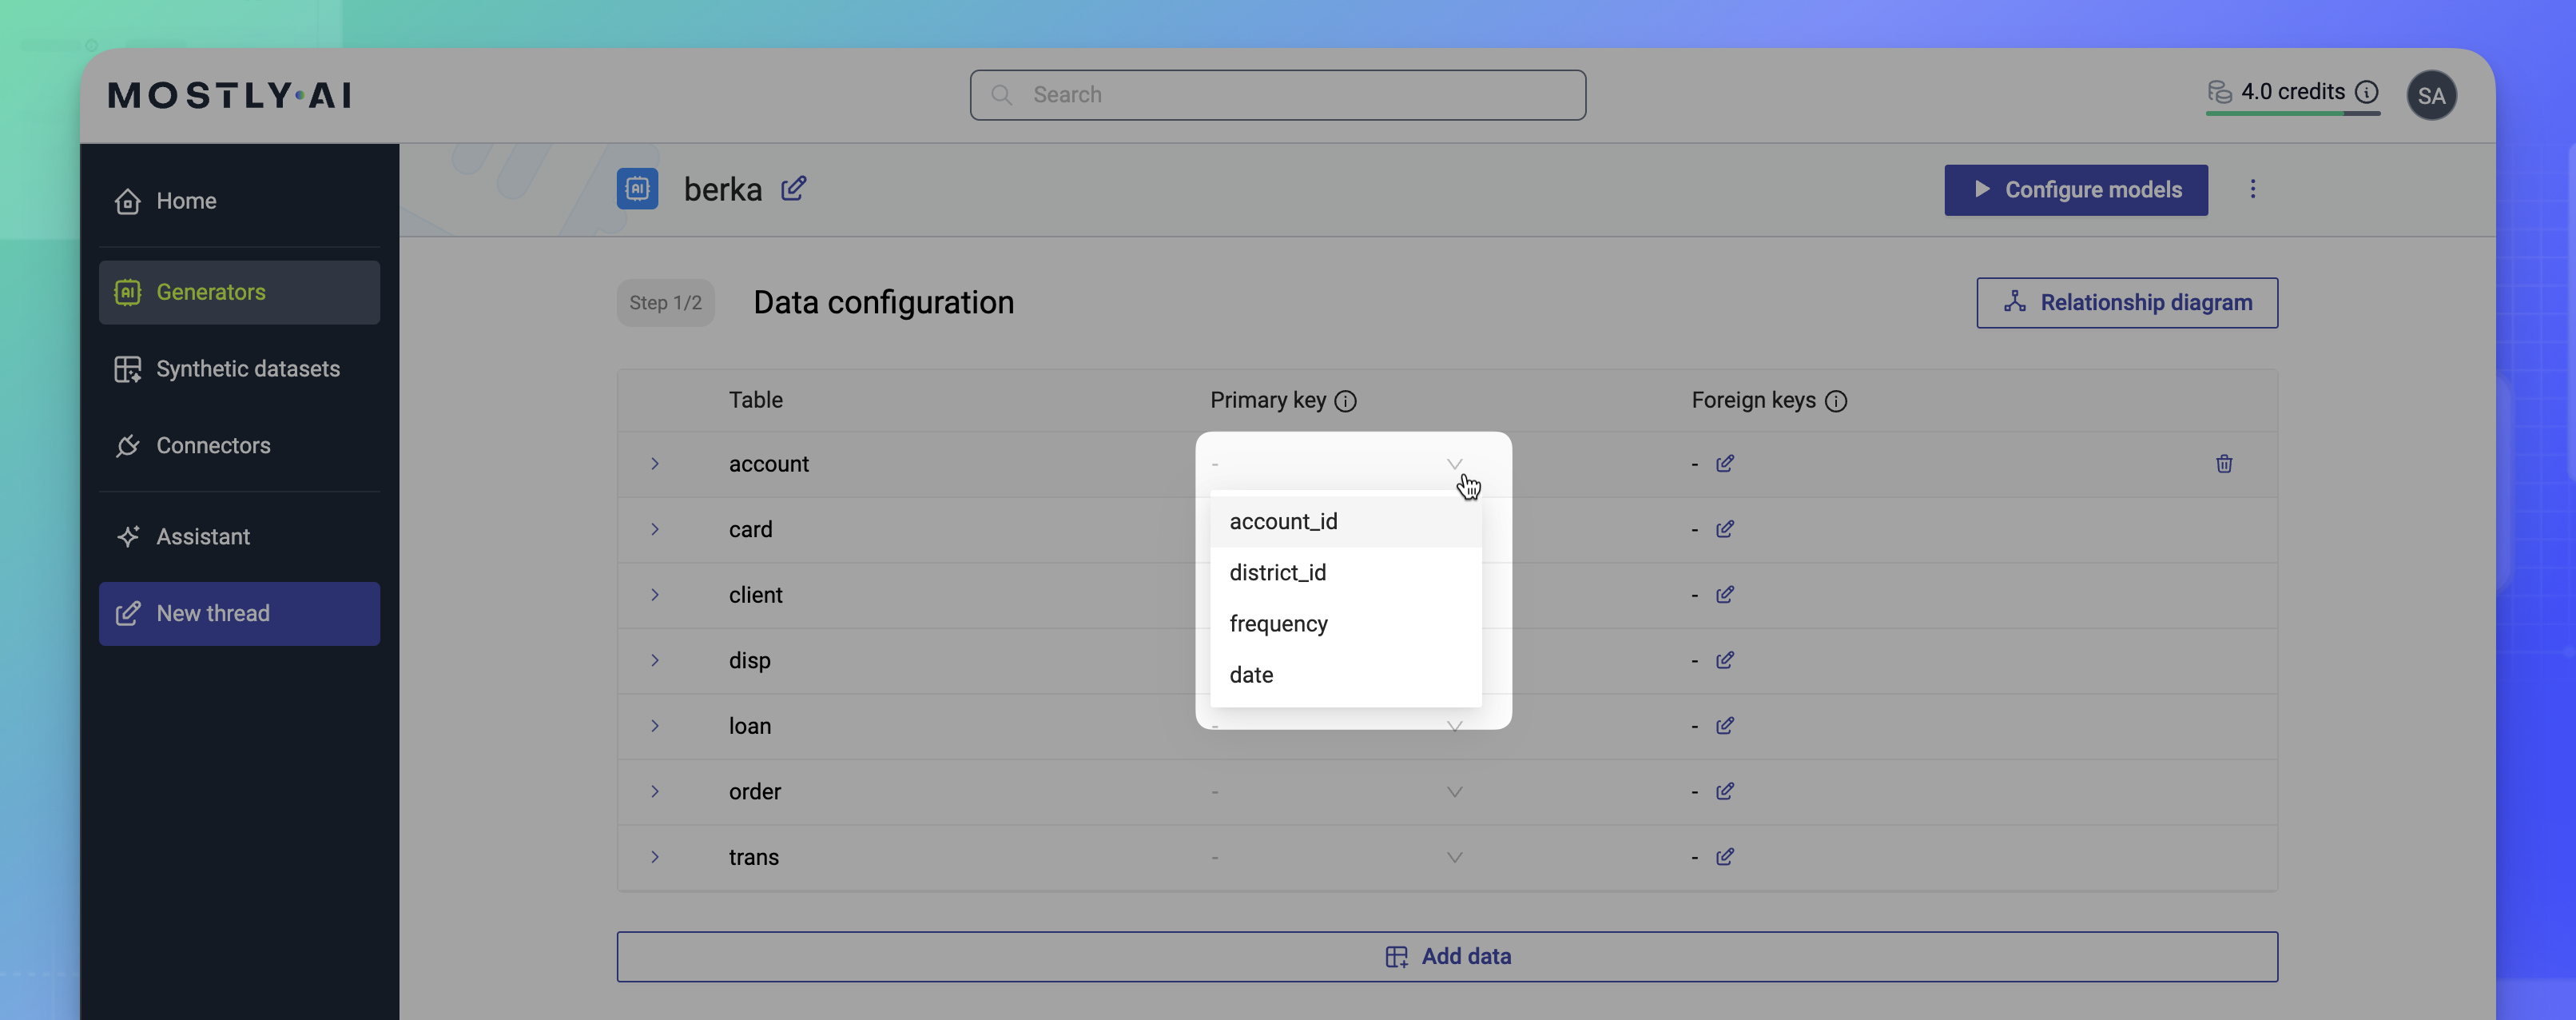 MOSTLY·AI
Search
4.0 credits
SA
Home
Generators
Synthetic datasets
Connectors
Assistant
New thread
berka
Configure models
Step 1/2
Data configuration
Relationship diagram
Table Primary key Foreign keys
account - -
card -
client -
disp -
loan - -
order - -
trans - -
account_id
district_id
frequency
date
Add data